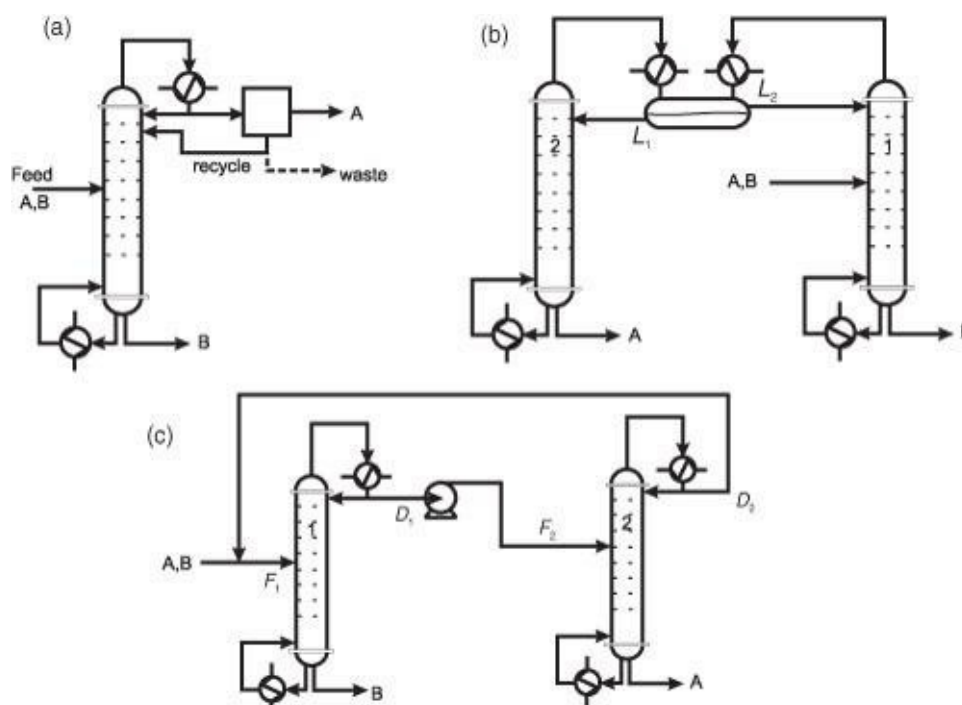 (a)
A
recycle
waste
Feed
A,B
B
(b)
L₂
L₁
2
1
A,B
A
(c)
D₁
D₂
1
2
F₂
A,B
F₁
B
A